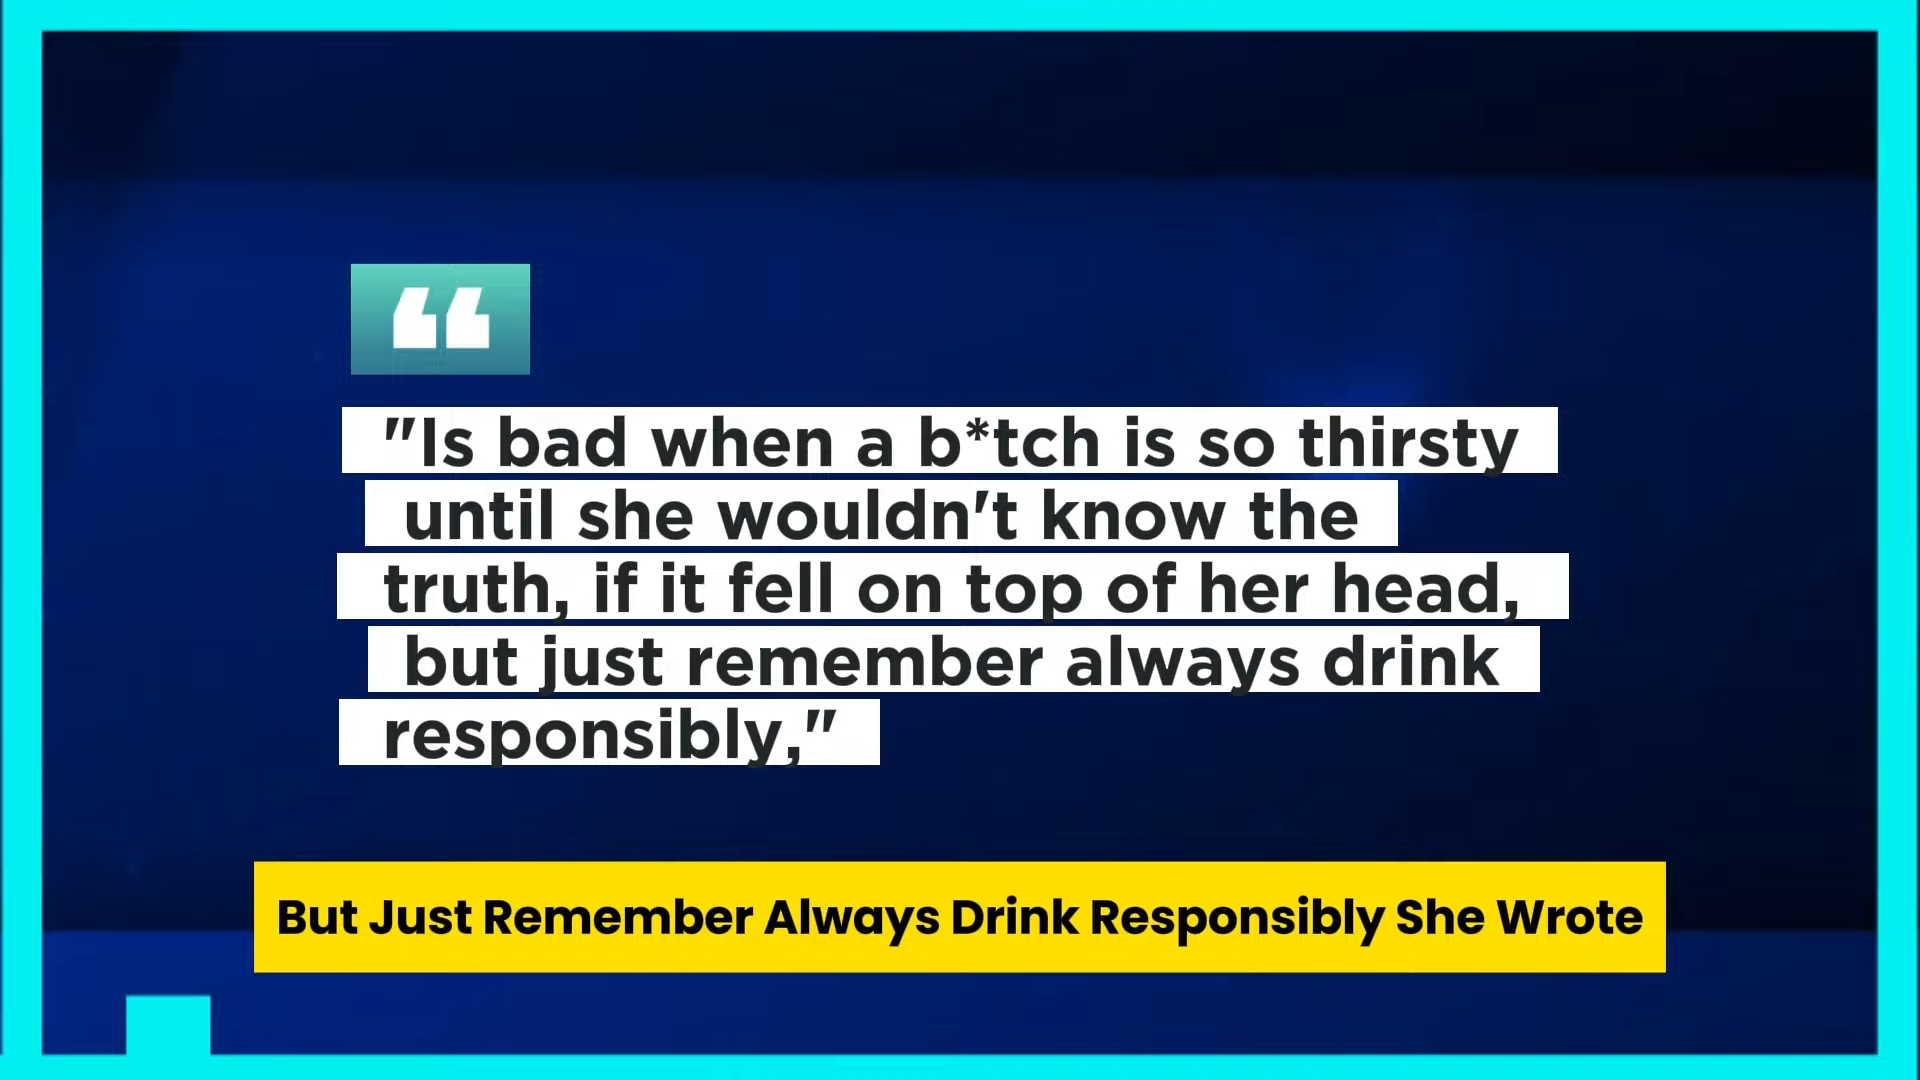 "Is bad when a b*tch is so thirsty
until she wouldn't know the
truth, if it fell on top of her head,
but just remember always drink
responsibly,"
But Just Remember Always Drink Responsibly She Wrote